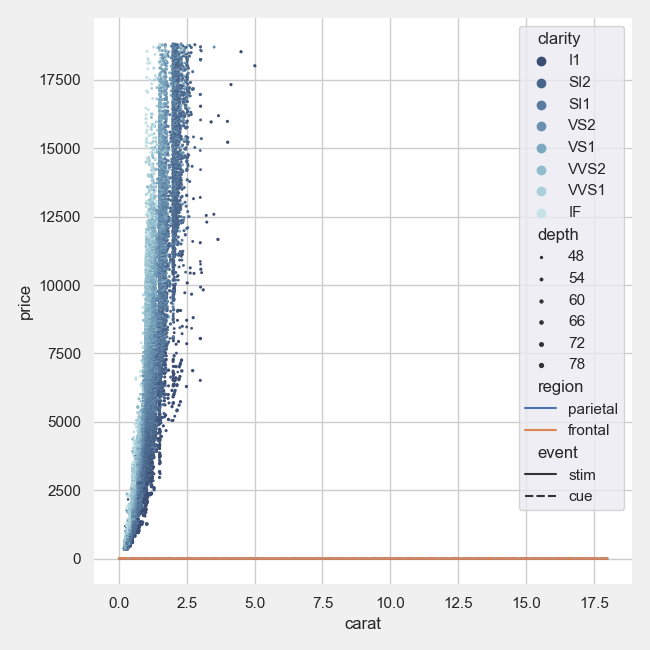 clarity
I1
SI2
SI1
VS2
VS1
VVS2
VVS1
IF
depth
48
54
60
66
72
78
region
parietal
frontal
event
stim
cue
price
17500
15000
12500
10000
7500
5000
2500
0
0.0 2.5 5.0 7.5 10.0 12.5 15.0 17.5
carat